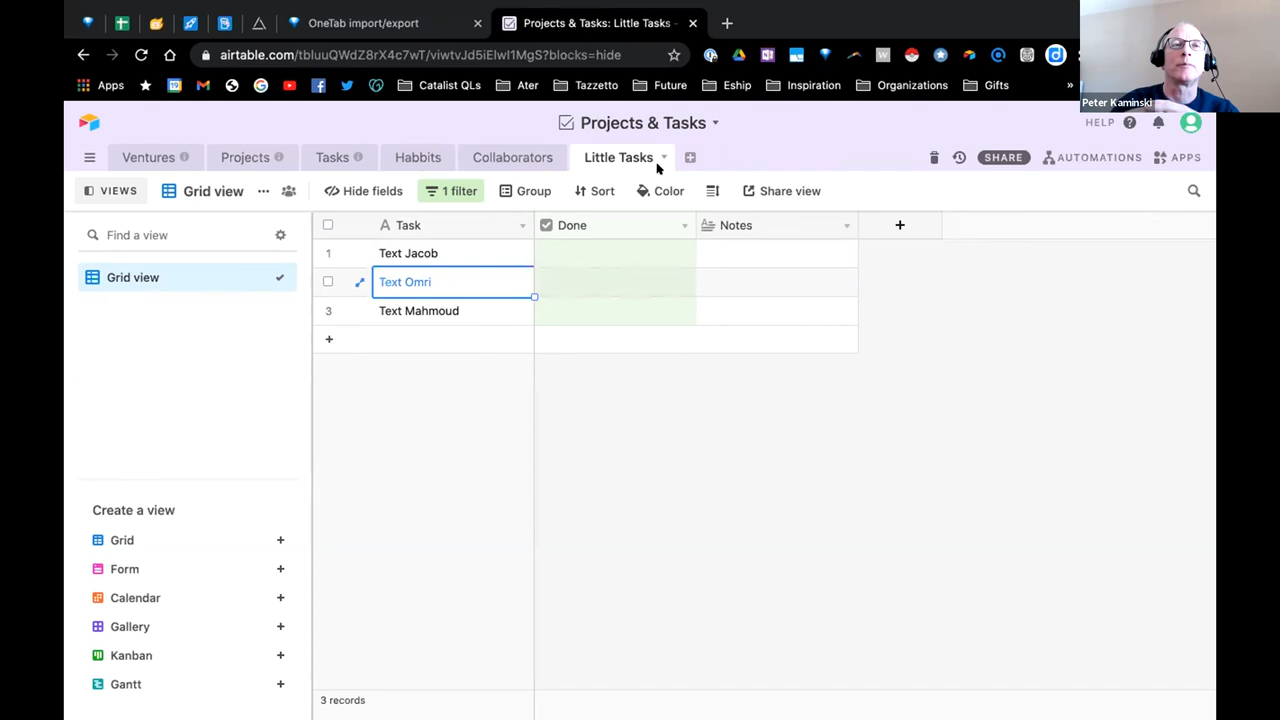 OneTab import/export
Projects & Tasks: Little Tasks -
airtable.com/tbluuQWdZ8rX4c7wT/viwtvJd5iElwI1MgS?blocks=hide
Apps
Catalist QLs
Ater
Tazzetto
Future
Eship
Inspiration
Organizations
Gifts
»
Peter Kaminski
Projects & Tasks
HELP
Ventures
Projects
Tasks
Habbits
Collaborators
Little Tasks
SHARE
AUTOMATIONS
APPS
VIEWS
Grid view
Hide fields
1 filter
Group
Sort
Color
Share view
Find a view
Grid view
Task
Done
Notes
1 Text Jacob
Text Omri
3 Text Mahmoud
Create a view
Grid
Form
Calendar
Gallery
Kanban
Gantt
3 records